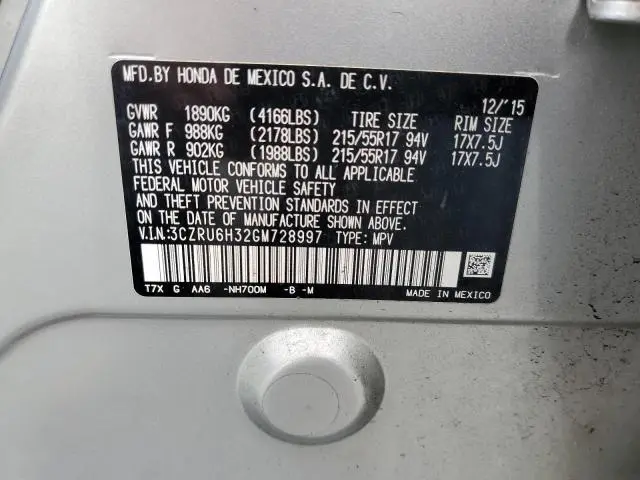 MFD.BY HONDA DE MEXICO S.A. DE C.V.
12/'15
GVWR 1890KG (4166LBS) TIRE SIZE RIM SIZE
GAWR F 988KG (2178LBS) 215/55R17 94V 17X7.5J
GAWR R 902KG (1988LBS) 215/55R17 94V 17X7.5J
THIS VEHICLE CONFORMS TO ALL APPLICABLE
FEDERAL MOTOR VEHICLE SAFETY
AND THEFT PREVENTION STANDARDS IN EFFECT
ON THE DATE OF MANUFACTURE SHOWN ABOVE.
V.I.N:3CZRU6H32GM728997 TYPE: MPV
T7X G AA6 -NH700M -B -M MADE IN MEXICO